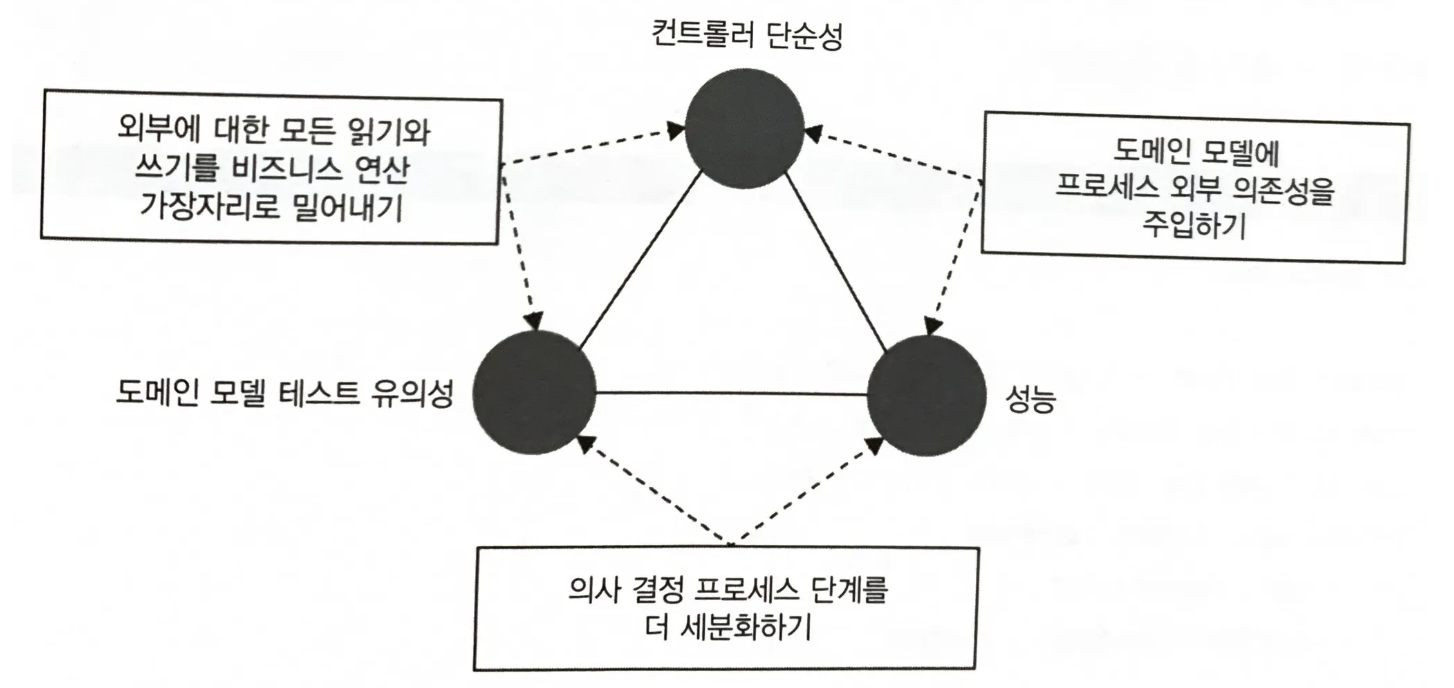 컨트롤러 단순성
외부에 대한 모든 읽기와
쓰기를 비즈니스 연산
가장자리로 밀어내기
도메인 모델에
프로세스 외부 의존성을
주입하기
도메인 모델 테스트 유의성
성능
의사 결정 프로세스 단계를
더 세분화하기